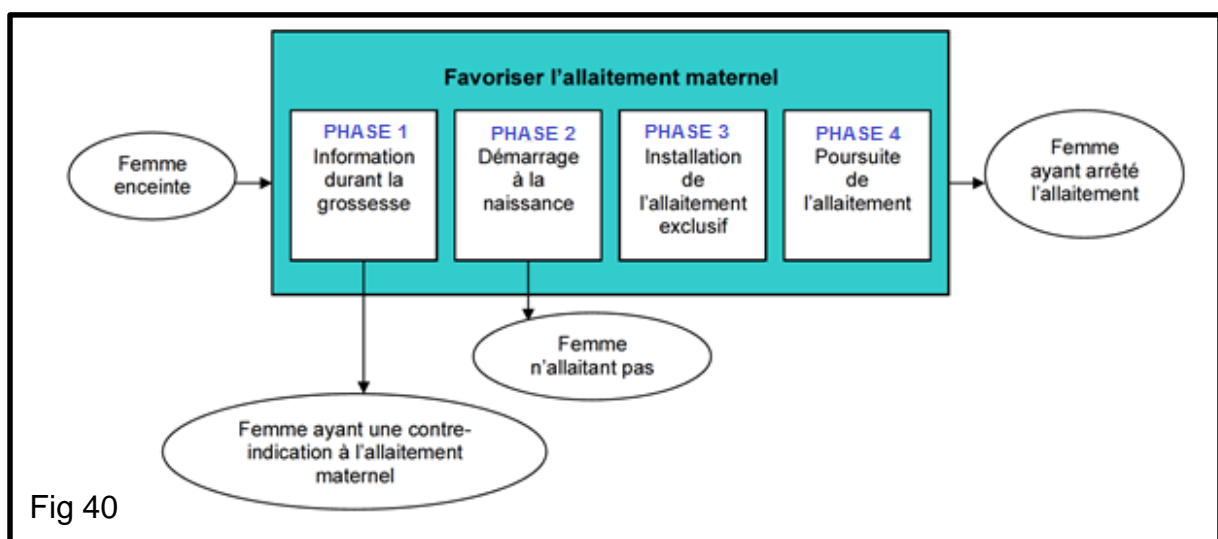 Favoriser l'allaitement maternel
Femme
enceinte
PHASE 1
Information
durant la
grossesse
PHASE 2
Démarrage
à la
naissance
PHASE 3
Installation
de
l'allaitement
exclusif
PHASE 4
Poursuite
de
l'allaitement
Femme
ayant arrêté
l'allaitement
Femme
n'allaitant pas
Femme ayant une contre-
indication à l'allaitement
maternel
Fig 40